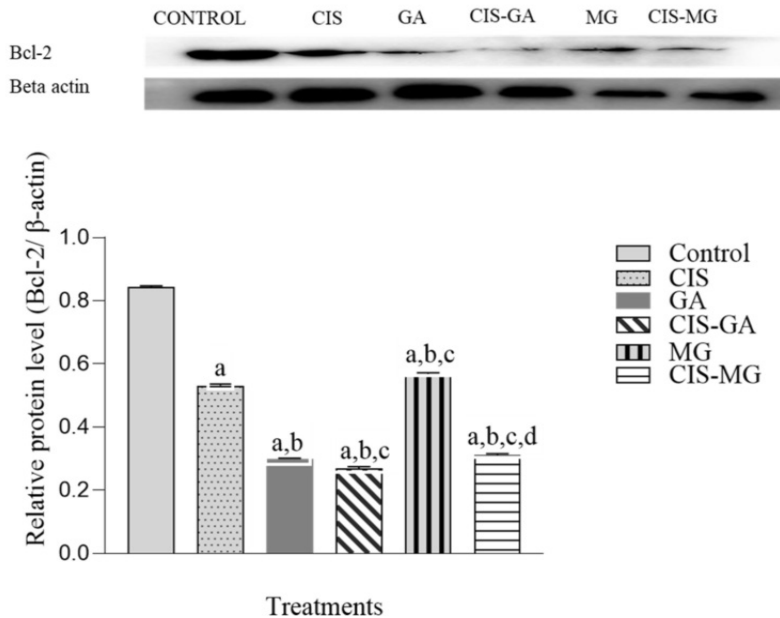 CONTROL CIS GA CIS-GA MG CIS-MG
Bcl-2
Beta actin
Relative protein level (Bcl-2/ β-actin)
1.0
0.8
0.6
0.4
0.2
0.0
a
a,b
a,b,c
a,b,c
a,b,c,d
Treatments
Control
CIS
GA
CIS-GA
MG
CIS-MG